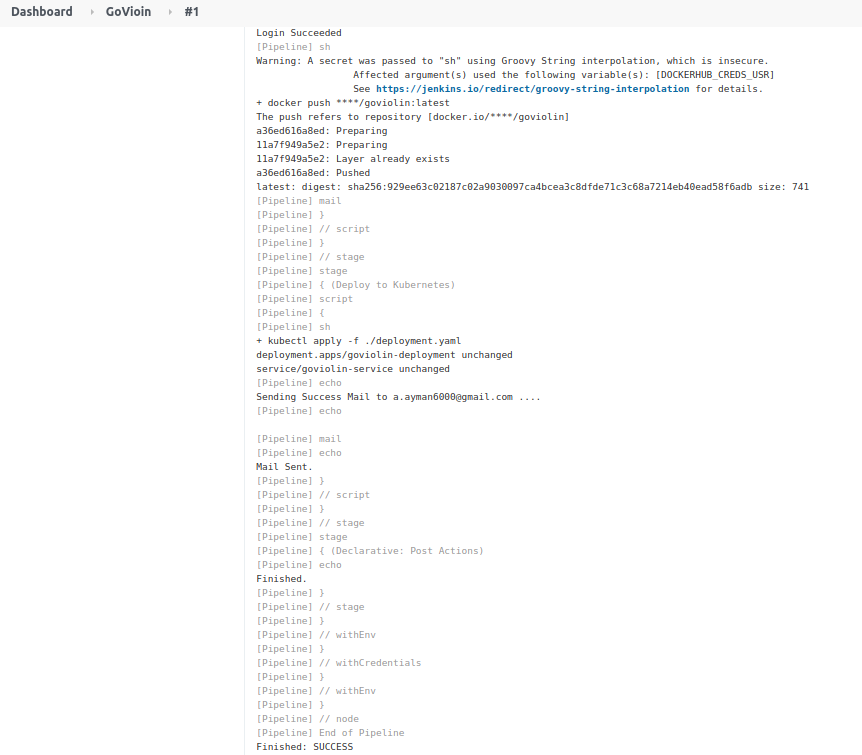 Dashboard › GoVioin › #1
Login Succeeded
[Pipeline] sh
Warning: A secret was passed to "sh" using Groovy String interpolation, which is insecure.
Affected argument(s) used the following variable(s): [DOCKERHUB_CREDS_USR]
See https://jenkins.io/redirect/groovy-string-interpolation for details.
+ docker push ****/goviolin:latest
The push refers to repository [docker.io/****/goviolin]
a36ed616a8ed: Preparing
11a7f949a5e2: Preparing
11a7f949a5e2: Layer already exists
a36ed616a8ed: Pushed
latest: digest: sha256:929ee63c02187c02a9030097ca4bcea3c8dfde71c3c68a7214eb40ead58f6adb size: 741
[Pipeline] mail
[Pipeline] }
[Pipeline] // script
[Pipeline] }
[Pipeline] // stage
[Pipeline] stage
[Pipeline] { (Deploy to Kubernetes)
[Pipeline] script
[Pipeline] {
[Pipeline] sh
+ kubectl apply -f ./deployment.yaml
deployment.apps/goviolin-deployment unchanged
service/goviolin-service unchanged
[Pipeline] echo
Sending Success Mail to a.ayman6000@gmail.com ....
[Pipeline] echo
[Pipeline] mail
[Pipeline] echo
Mail Sent.
[Pipeline] }
[Pipeline] // script
[Pipeline] }
[Pipeline] // stage
[Pipeline] stage
[Pipeline] { (Declarative: Post Actions)
[Pipeline] echo
Finished.
[Pipeline] }
[Pipeline] // stage
[Pipeline] }
[Pipeline] // withEnv
[Pipeline] }
[Pipeline] // withCredentials
[Pipeline] }
[Pipeline] // withEnv
[Pipeline] }
[Pipeline] // node
[Pipeline] End of Pipeline
Finished: SUCCESS